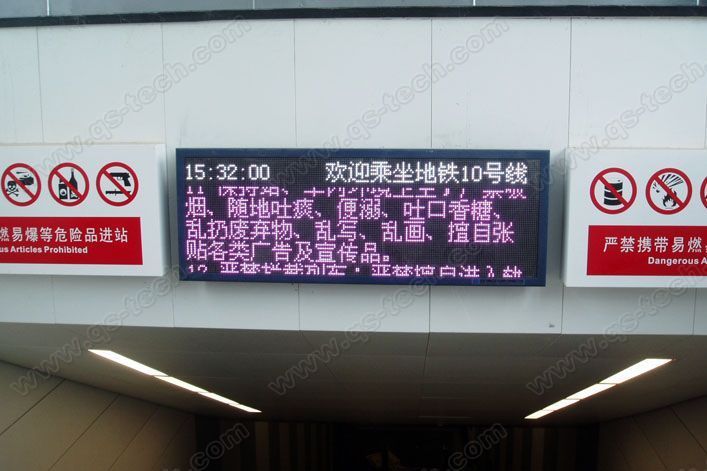 15:32:00 欢迎乘坐地铁10号线
烟、随地吐痰、便溺、吐口香糖、
乱扔废弃物、乱写、乱画、擅自张
贴各类广告及宣传品。
燃易爆等危险品进站
Articles Prohibited
严禁携带易燃
Dangerous A
www.qs-tech.com